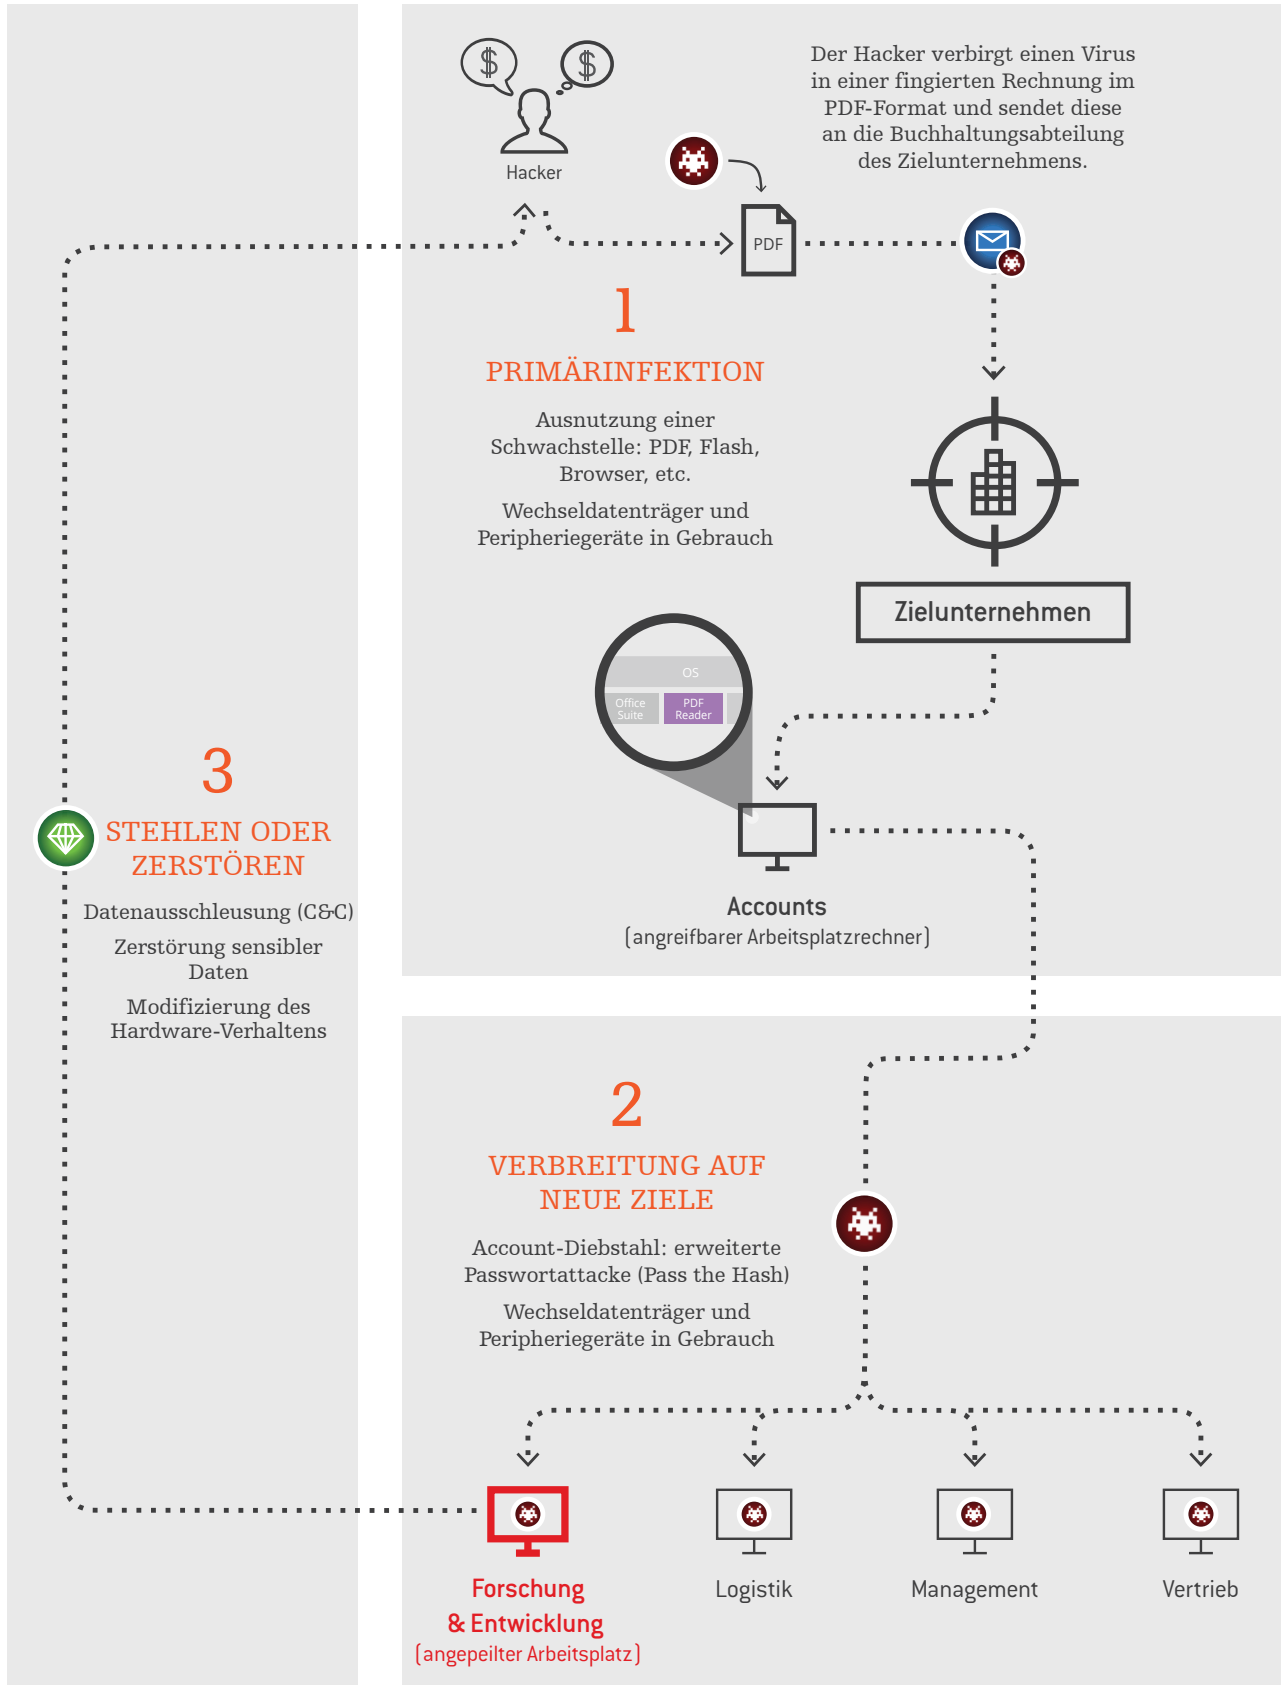 $
$
Hacker
Der Hacker verbirgt einen Virus
in einer fingierten Rechnung im
PDF-Format und sendet diese
an die Buchhaltungsabteilung
des Zielunternehmens.
PDF
1
PRIMÄRINFEKTION
Ausnutzung einer
Schwachstelle: PDF, Flash,
Browser, etc.
Wechseldatenträger und
Peripheriegeräte in Gebrauch
Zielunternehmen
OS
Office
Suite
PDF
Reader
Accounts
(angreifbarer Arbeitsplatzrechner)
2
VERBREITUNG AUF
NEUE ZIELE
Account-Diebstahl: erweiterte
Passwortattacke (Pass the Hash)
Wechseldatenträger und
Peripheriegeräte in Gebrauch
Forschung
& Entwicklung
(angepeilter Arbeitsplatz)
Logistik
Management
Vertrieb
3
STEHLEN ODER
ZERSTÖREN
Datenausschleusung (C&C)
Zerstörung sensibler
Daten
Modifizierung des
Hardware-Verhaltens